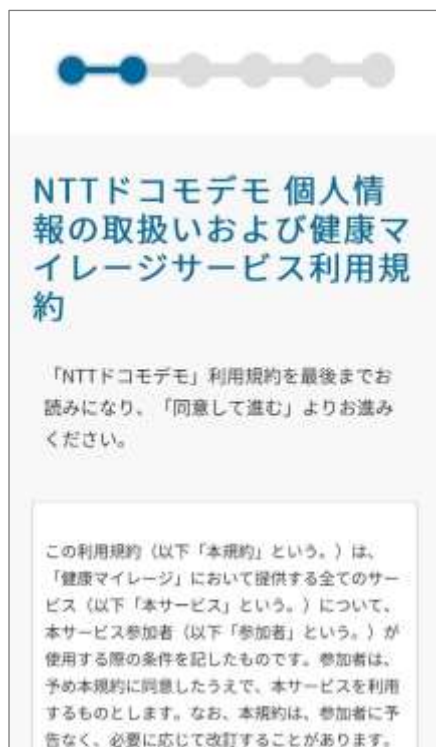 NTTドコモデモ 個人情
報の取扱いおよび健康マ
イレージサービス利用規
約
「NTTドコモデモ」利用規約を最後までお
読みになり、「同意して進む」よりお進み
ください。
この利用規約（以下「本規約」という。）は、
「健康マイレージ」において提供する全てのサー
ビス（以下「本サービス」という。）について、
本サービス参加者（以下「参加者」という。）が
使用する際の条件を記したものです。参加者は、
予め本規約に同意したうえで、本サービスを利用
するものとします。なお、本規約は、参加者に予
告なく、必要に応じて改訂することがあります。